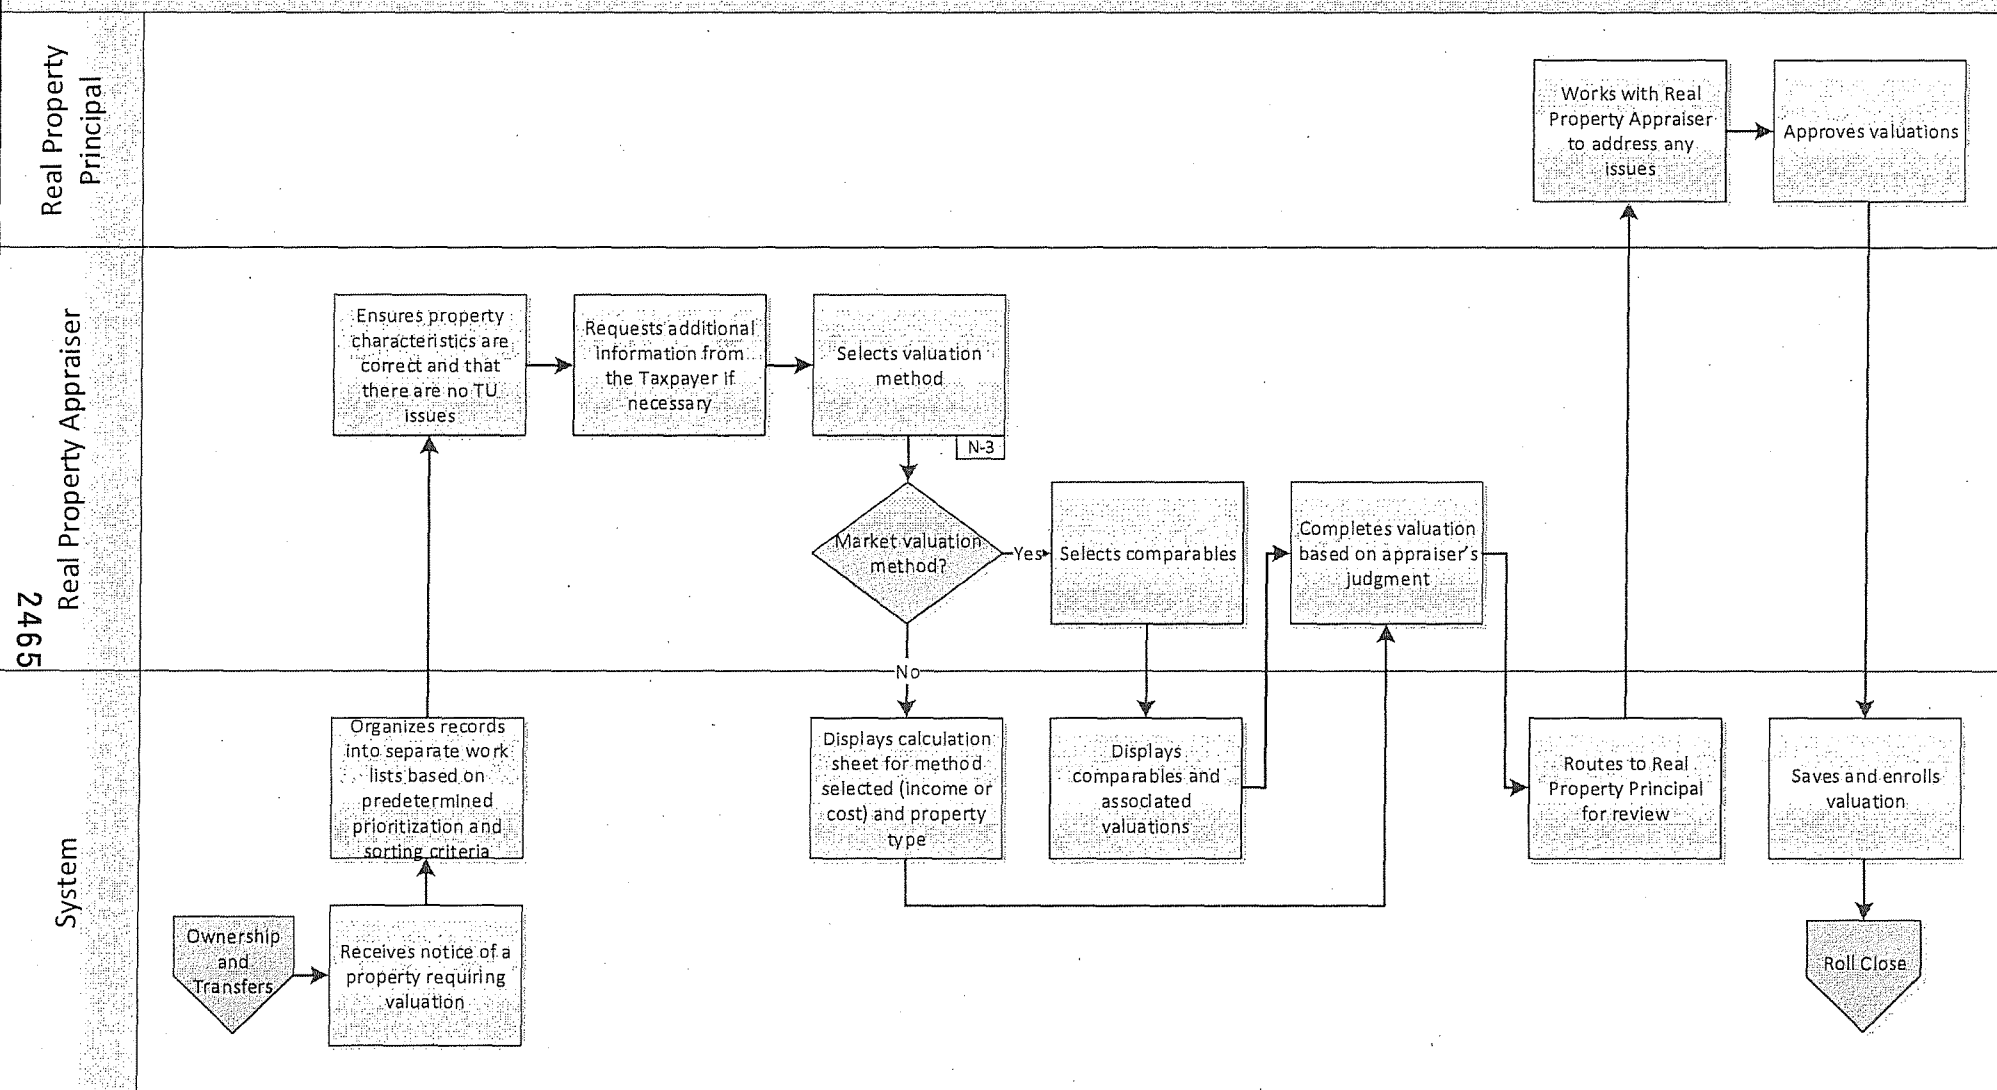 Real Property
Principal
Works with Real
Property Appraiser
to address any
issues
Approves valuations
Real Property Appraiser
Ensures property
characteristics are
correct and that
there are no TU
issues
Requests additional
information from
the Taxpayer if
necessary
Selects valuation
method
N-3
Market valuation
method?
Yes
Selects comparables
Completes valuation
based on appraiser's
judgment
No
2465
System
Organizes records
into separate work
lists based on
predetermined
prioritization and
sorting criteria
Displays calculation
sheet for method
selected (income or
cost) and property
type
Displays
comparables and
associated
valuations
Routes to Real
Property Principal
for review
Saves and enrolls
valuation
Ownership
and
Transfers
Receives notice of a
property requiring
valuation
Roll Close